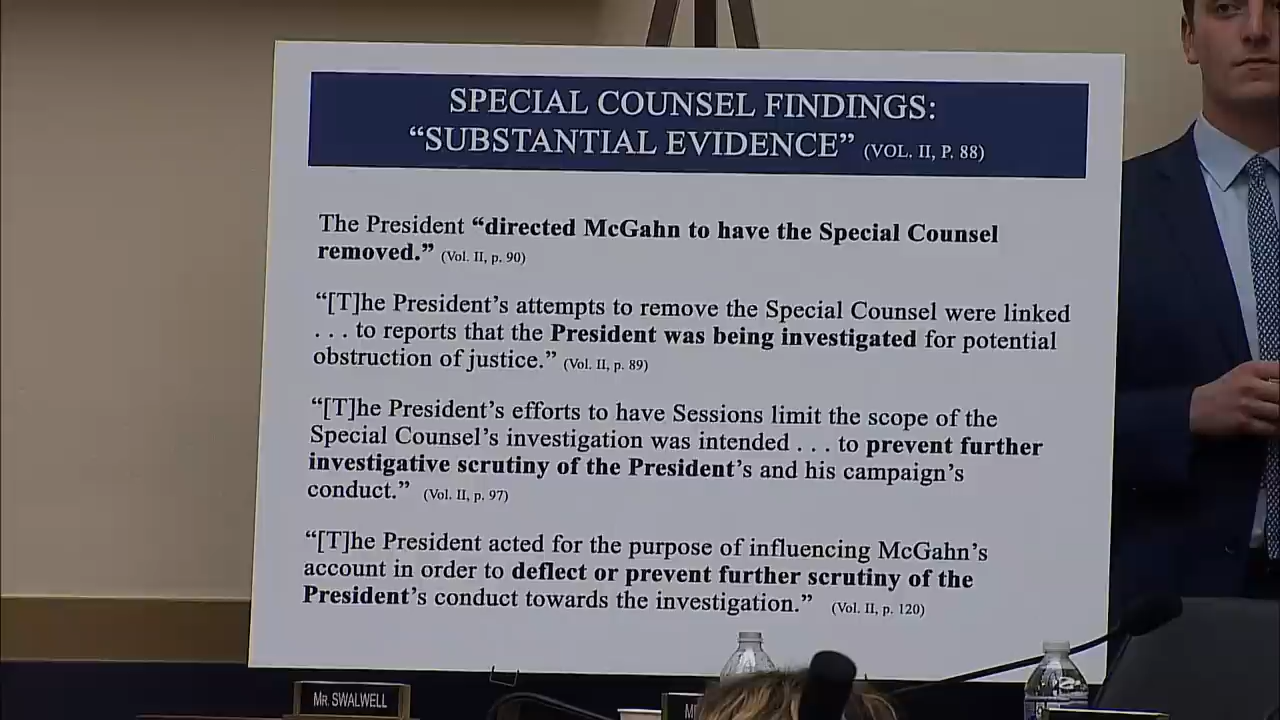 SPECIAL COUNSEL FINDINGS:
“SUBSTANTIAL EVIDENCE” (VOL. II, P. 88)
The President “directed McGahn to have the Special Counsel
removed.” (Vol. II, p. 90)
“[T]he President’s attempts to remove the Special Counsel were linked
. . . to reports that the President was being investigated for potential
obstruction of justice.” (Vol. II, p. 89)
“[T]he President’s efforts to have Sessions limit the scope of the
Special Counsel’s investigation was intended . . . to prevent further
investigative scrutiny of the President’s and his campaign’s
conduct.” (Vol. II, p. 97)
“[T]he President acted for the purpose of influencing McGahn’s
account in order to deflect or prevent further scrutiny of the
President’s conduct towards the investigation.” (Vol. II, p. 120)
MR. SWALWELL